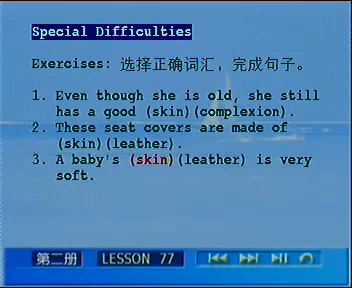 Special Difficulties
Exercises: 选择正确词汇，完成句子。
1. Even though she is old, she still
has a good (skin)(complexion).
2. These seat covers are made of
(skin)(leather).
3. A baby's (skin)(leather) is very
soft.
第二册 LESSON 77